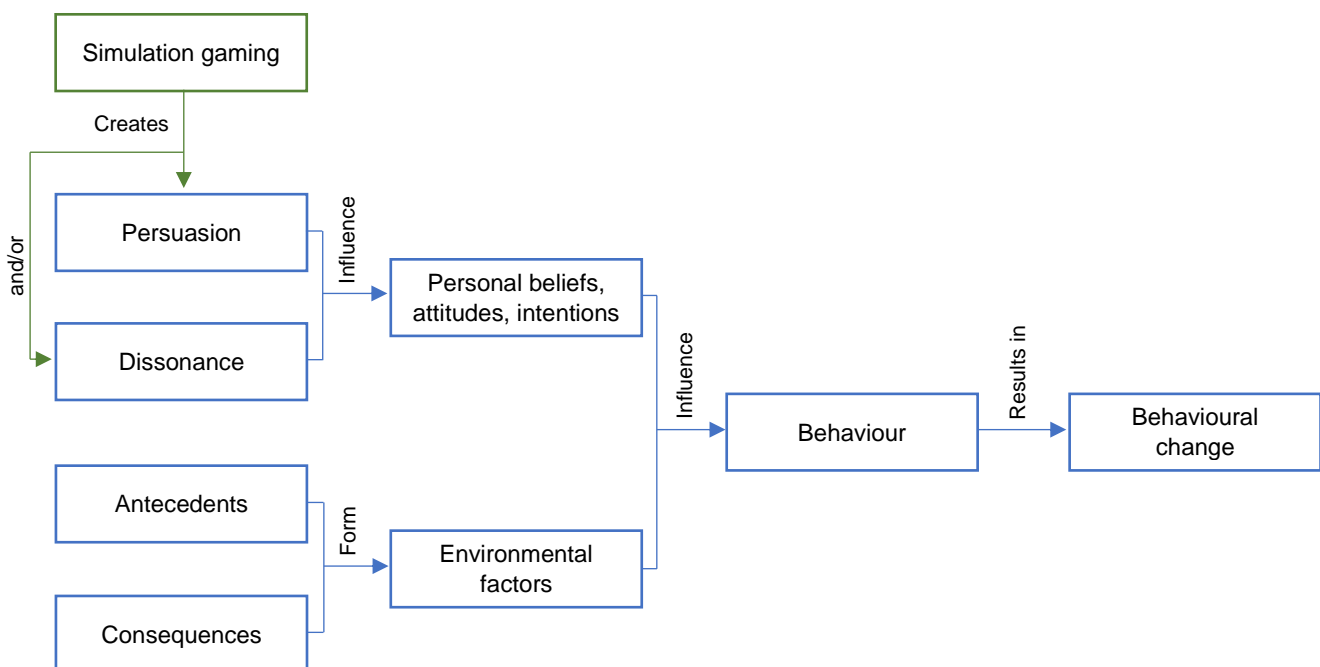 Simulation gaming
Creates
and/or
Persuasion
Influence
Dissonance
Personal beliefs,
attitudes, intentions
Antecedents
Form
Consequences
Environmental
factors
Influence
Behaviour
Results in
Behavioural
change